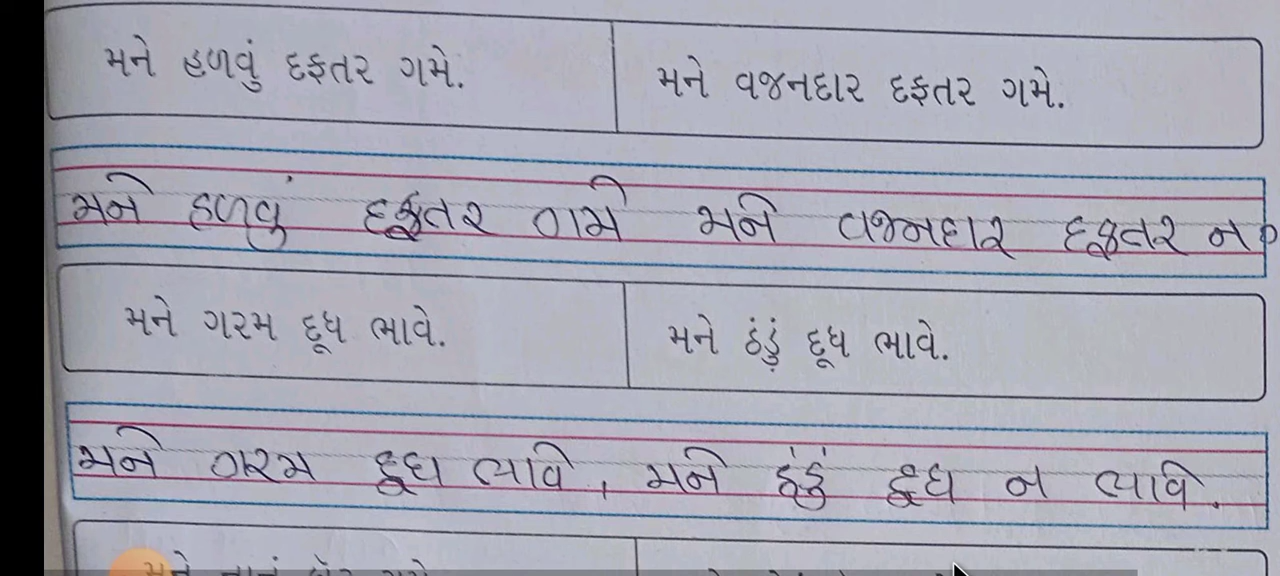 મને હળવું દફતર ગમે. મને વજનદાર દફતર ગમે.
મને હળવું દફતર ગમે મને વજનદાર દફતર ન
મને ગરમ દૂધ ભાવે. મને ઠંડું દૂધ ભાવે.
મને ગરમ દૂધ ભાવે, મને ઠંડું દૂધ ન ભાવે.